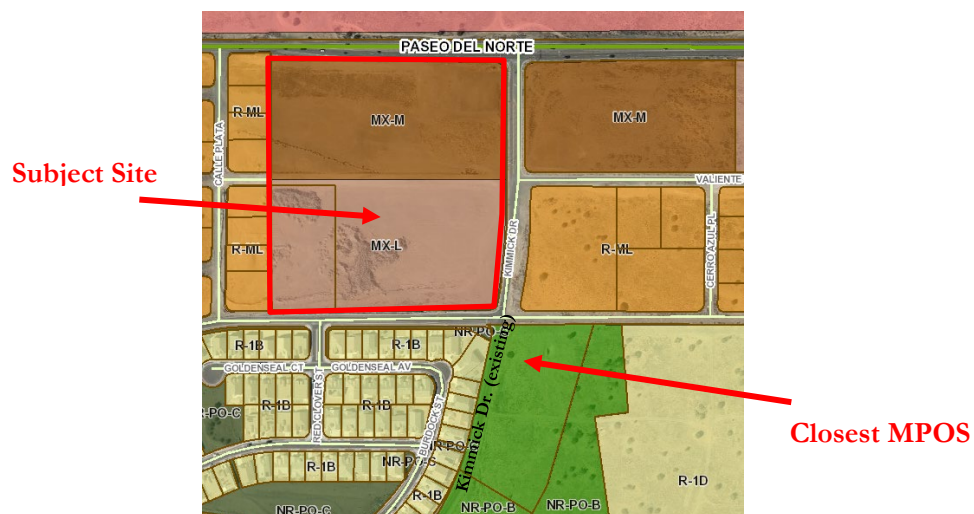 PASEO DEL NORTE
R-ML
MX-M
MX-M
CALLE PLATA
Subject Site
VALIENTE
MX-L
KIMMICK DR
R-ML
R-ML
CERRO AZUL PL
NR-PO
R-1B
R-1B
GOLDENSEAL CT
GOLDENSEAL AV
RED CLOVER ST
R-1B
R-1B
BURDOCK ST
Kimmick Dr. (existing)
-PO-C
NR-PO
Closest MPOS
R-1B
NR-PO-C
R-1D
R-1B
NR-PO-C
NR-PO-B
NR-PO-B